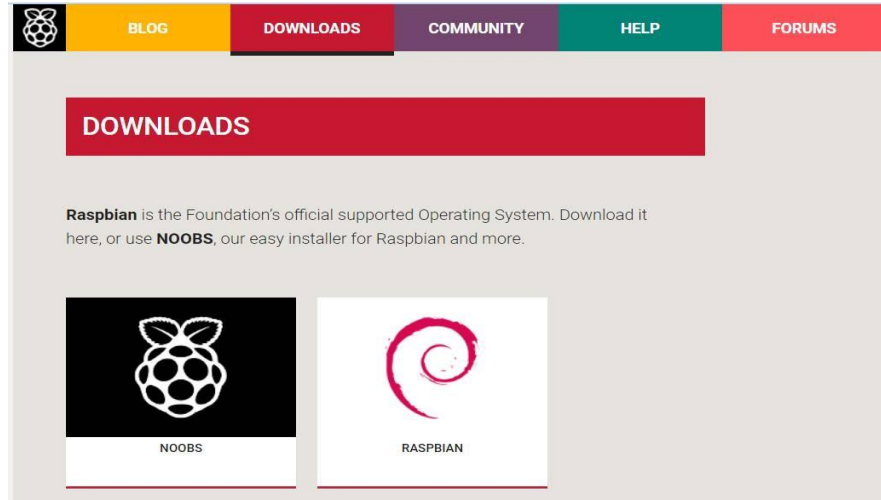 BLOG DOWNLOADS COMMUNITY HELP FORUMS
DOWNLOADS
Raspbian is the Foundation's official supported Operating System. Download it
here, or use NOOBS, our easy installer for Raspbian and more.
NOOBS RASPBIAN